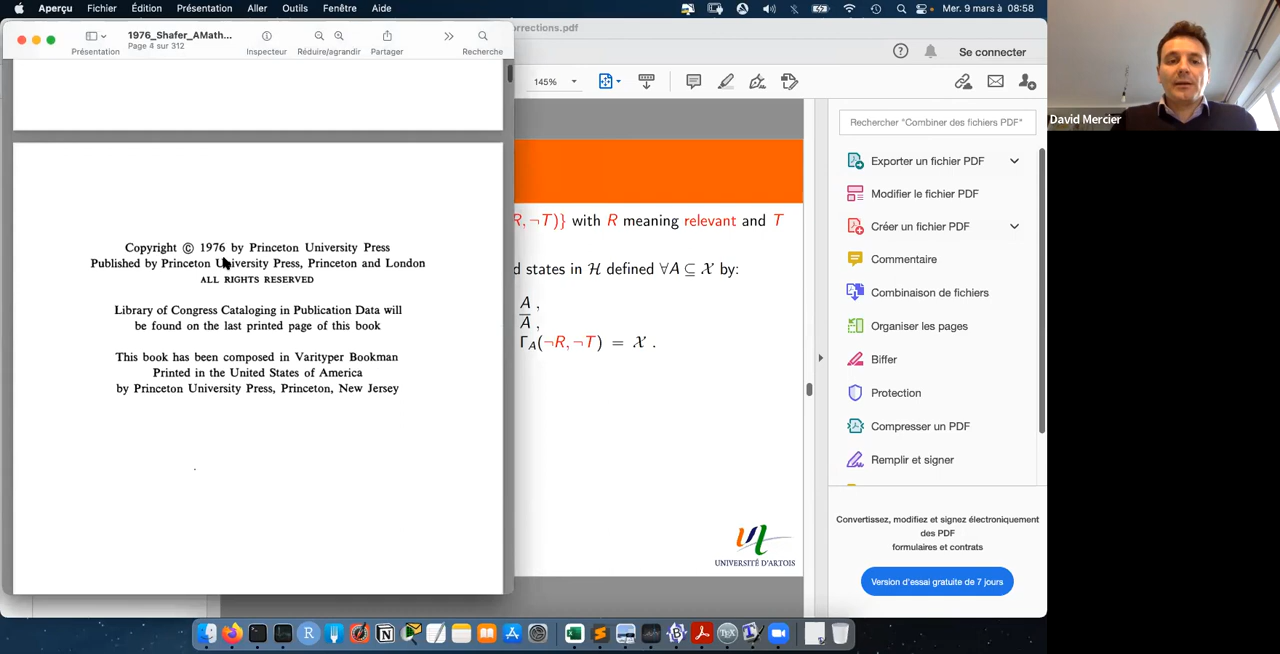 Aperçu Fichier Édition Présentation Aller Outils Fenêtre Aide Mer. 9 mars à 08:58
1976_Shafer_AMath...
Page 4 sur 312
Présentation Inspecteur Réduire/agrandir Partager Recherche
Copyright © 1976 by Princeton University Press
Published by Princeton University Press, Princeton and London
ALL RIGHTS RESERVED
Library of Congress Cataloging in Publication Data will
be found on the last printed page of this book
This book has been composed in Varityper Bookman
Printed in the United States of America
by Princeton University Press, Princeton, New Jersey
orrections.pdf
Se connecter
145%
R, ¬T)} with R meaning relevant and T
d states in ℋ defined ∀A ⊆ 𝒳 by:
A ,
A̅ ,
Γ_A(¬R, ¬T) = 𝒳 .
UNIVERSITÉ D'ARTOIS
Rechercher "Combiner des fichiers PDF"
Exporter un fichier PDF
Modifier le fichier PDF
Créer un fichier PDF
Commentaire
Combinaison de fichiers
Organiser les pages
Biffer
Protection
Compresser un PDF
Remplir et signer
Convertissez, modifiez et signez électroniquement
des PDF
formulaires et contrats
Version d'essai gratuite de 7 jours
David Mercier